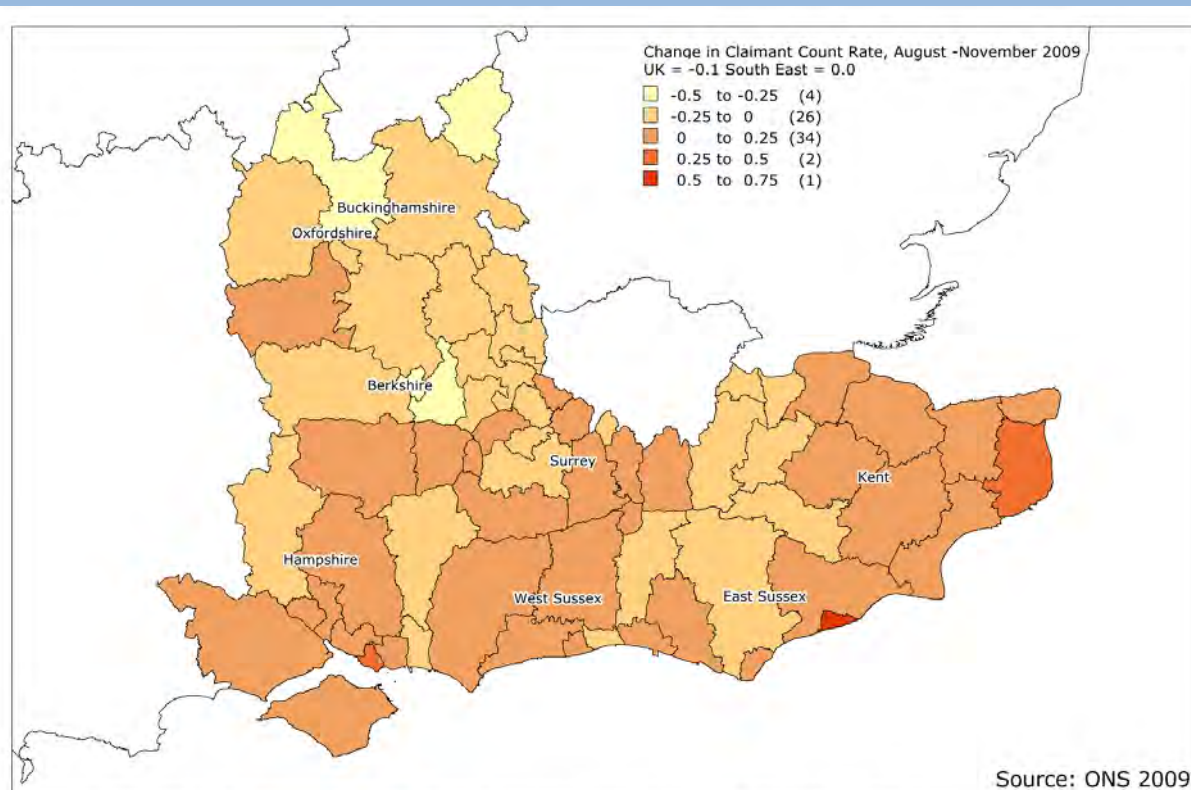 Change in Claimant Count Rate, August -November 2009
UK = -0.1 South East = 0.0
-0.5 to -0.25 (4)
-0.25 to 0 (26)
0 to 0.25 (34)
0.25 to 0.5 (2)
0.5 to 0.75 (1)
Buckinghamshire
Oxfordshire
Berkshire
Surrey
Kent
Hampshire
West Sussex
East Sussex
Source: ONS 2009